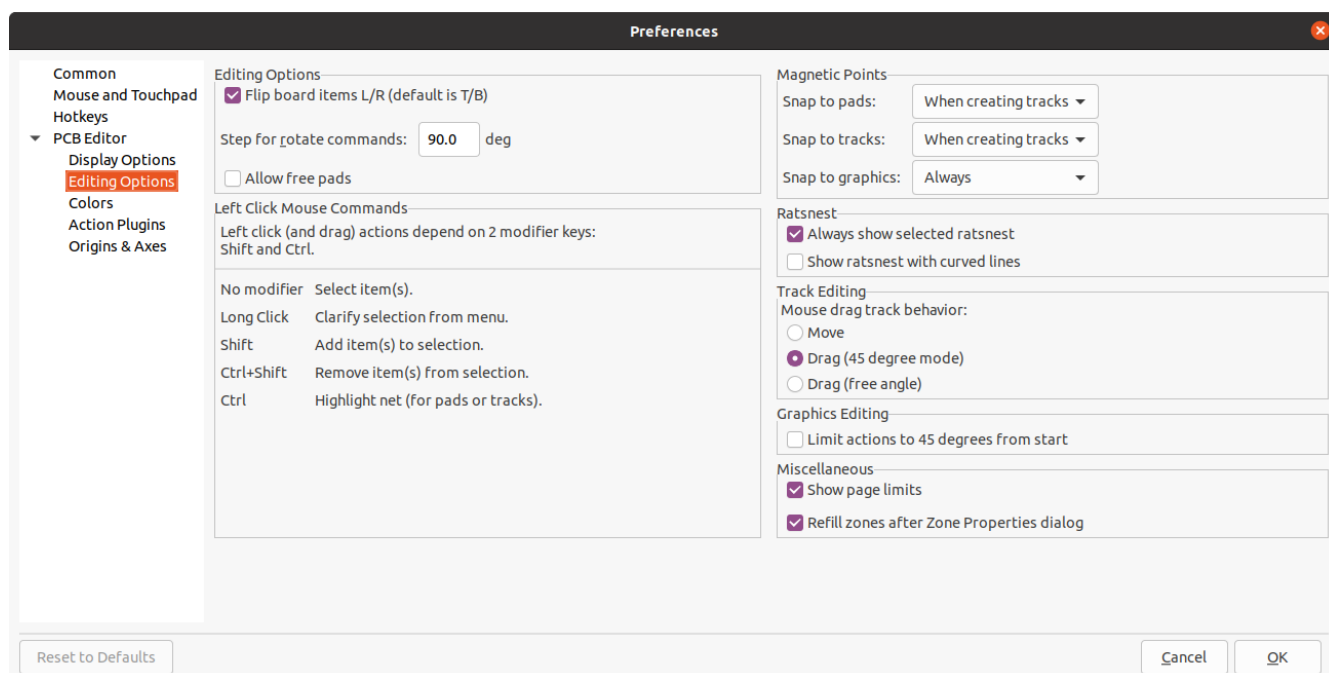 Preferences
Common
Mouse and Touchpad
Hotkeys
PCB Editor
Display Options
Editing Options
Colors
Action Plugins
Origins & Axes
Editing Options
Flip board items L/R (default is T/B)
Step for rotate commands: 90.0 deg
Allow free pads
Left Click Mouse Commands
Left click (and drag) actions depend on 2 modifier keys:
Shift and Ctrl.
No modifier Select item(s).
Long Click Clarify selection from menu.
Shift Add item(s) to selection.
Ctrl+Shift Remove item(s) from selection.
Ctrl Highlight net (for pads or tracks).
Magnetic Points
Snap to pads: When creating tracks
Snap to tracks: When creating tracks
Snap to graphics: Always
Ratsnest
Always show selected ratsnest
Show ratsnest with curved lines
Track Editing
Mouse drag track behavior:
Move
Drag (45 degree mode)
Drag (free angle)
Graphics Editing
Limit actions to 45 degrees from start
Miscellaneous
Show page limits
Refill zones after Zone Properties dialog
Reset to Defaults
Cancel
OK